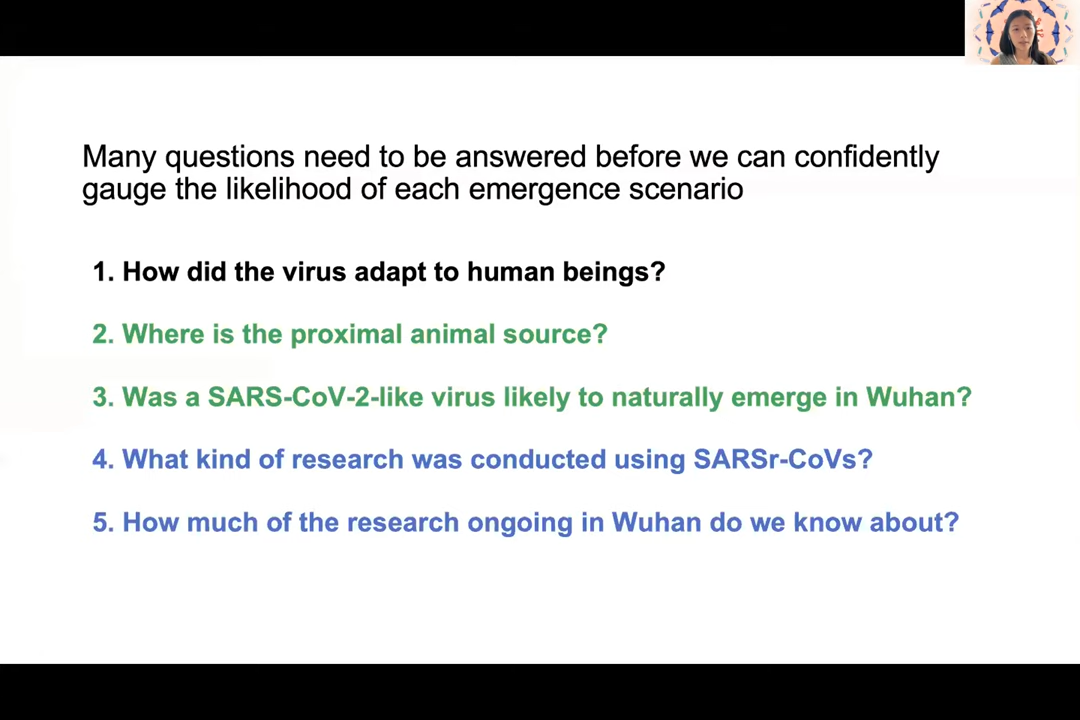 Many questions need to be answered before we can confidently
gauge the likelihood of each emergence scenario
1. How did the virus adapt to human beings?
2. Where is the proximal animal source?
3. Was a SARS-CoV-2-like virus likely to naturally emerge in Wuhan?
4. What kind of research was conducted using SARSr-CoVs?
5. How much of the research ongoing in Wuhan do we know about?